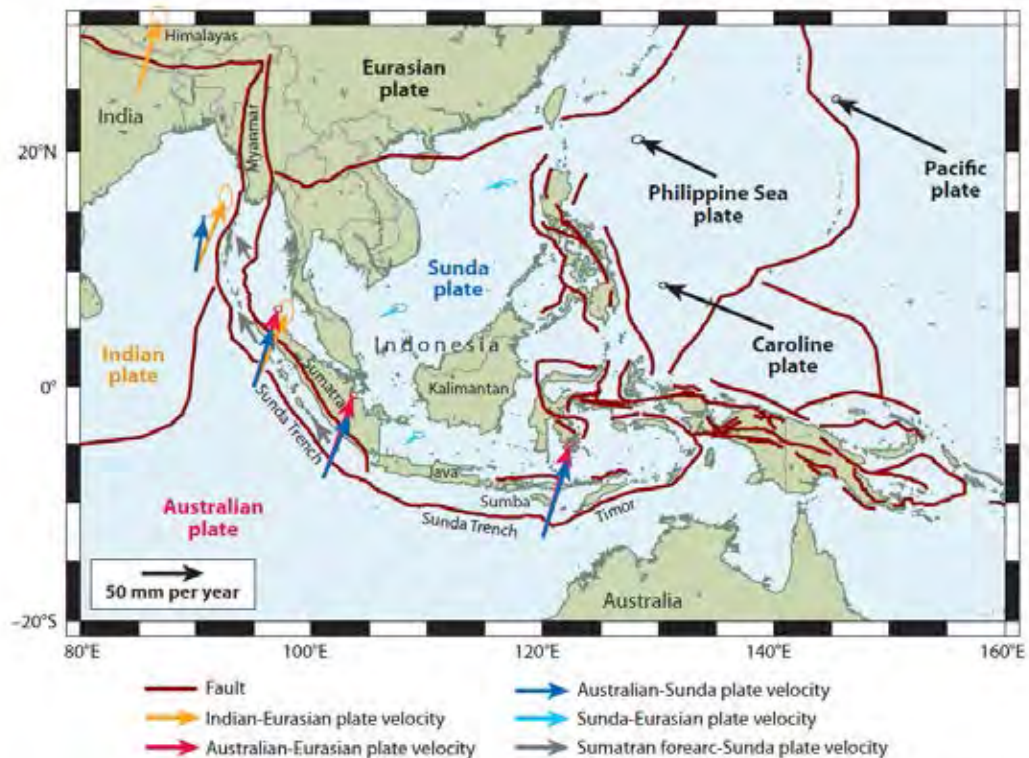 Himalayas
Eurasian
plate
India
Myanmar
20°N
Pacific
plate
Philippine Sea
plate
Sunda
plate
Caroline
plate
Indian
plate
Indonesia
0°
Kalimantan
Sumatra
Sunda Trench
Java
Australian
plate
Sumba
Timor
Sunda Trench
50 mm per year
Australia
–20°S
80°E
100°E
120°E
140°E
160°E
Fault
Indian-Eurasian plate velocity
Australian-Eurasian plate velocity
Australian-Sunda plate velocity
Sunda-Eurasian plate velocity
Sumatran forearc-Sunda plate velocity